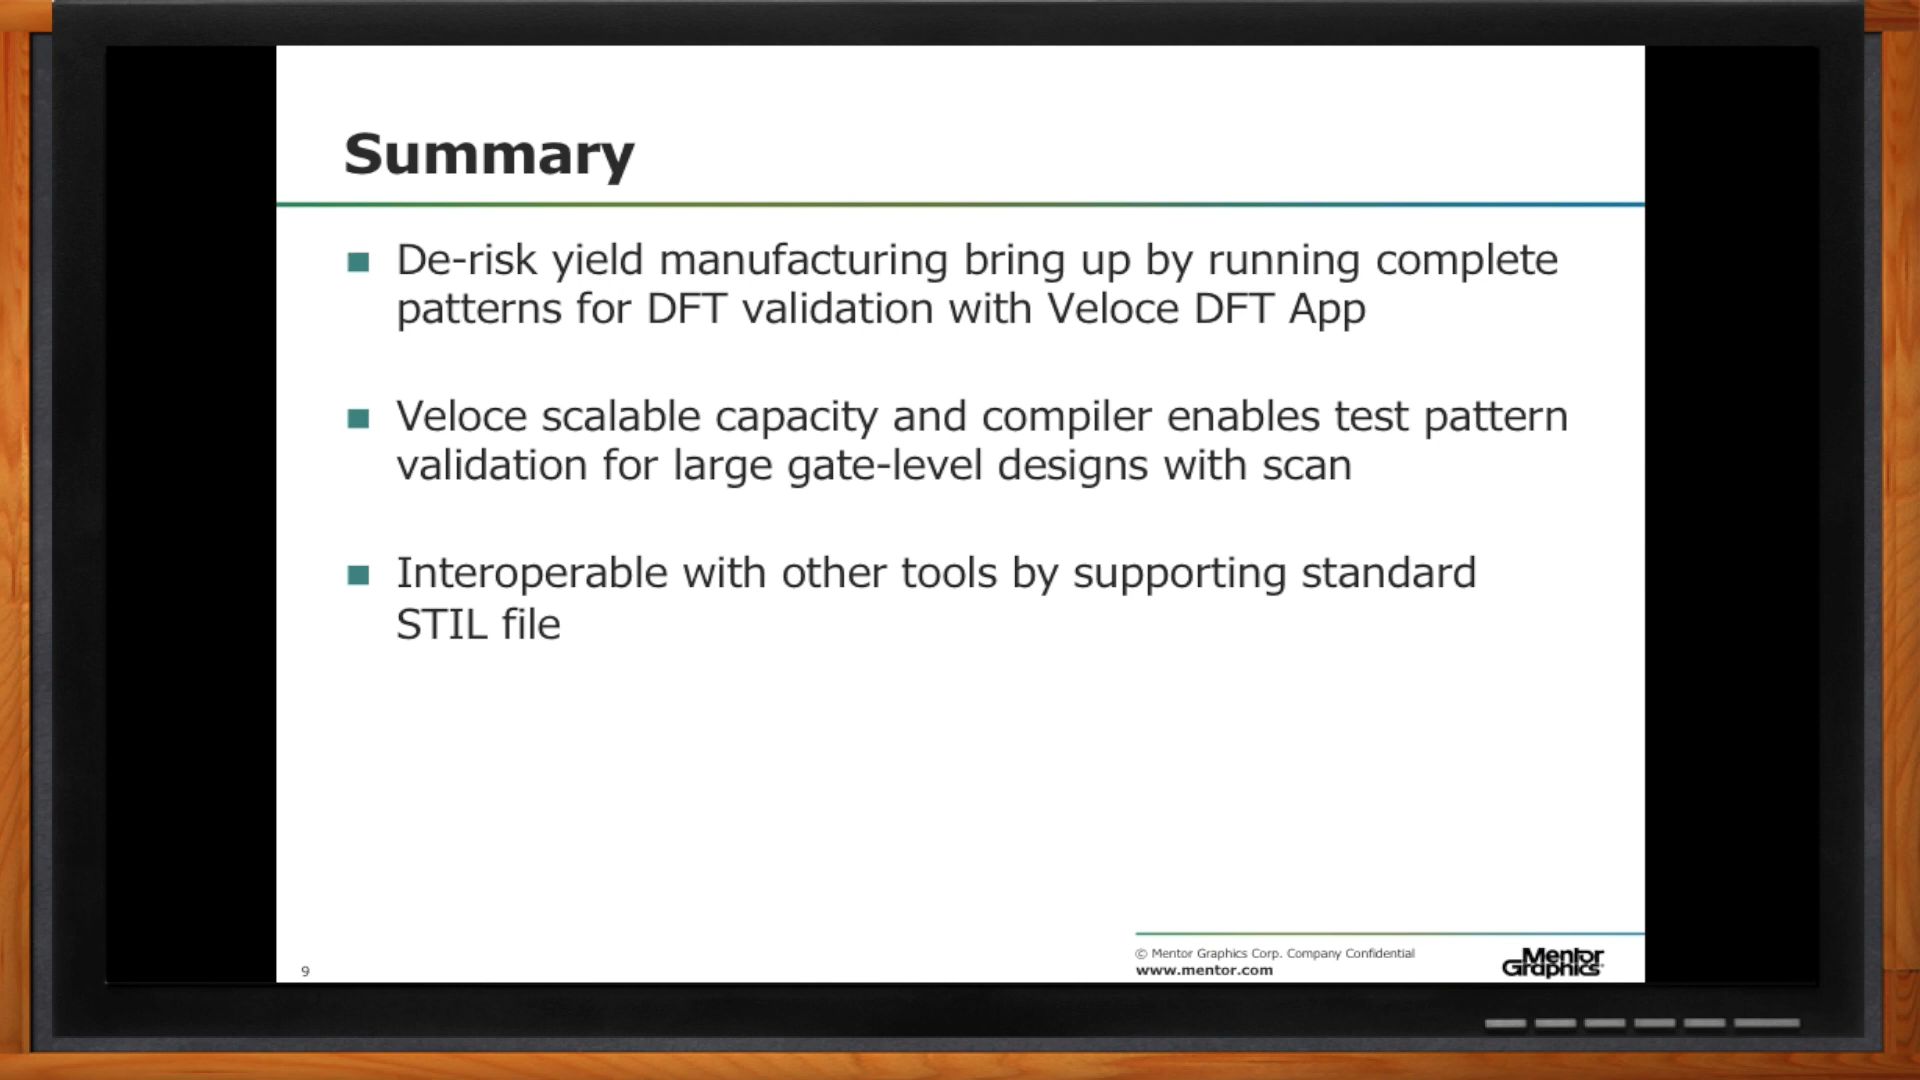 Summary
De-risk yield manufacturing bring up by running complete
patterns for DFT validation with Veloce DFT App
Veloce scalable capacity and compiler enables test pattern
validation for large gate-level designs with scan
Interoperable with other tools by supporting standard
STIL file
9
© Mentor Graphics Corp. Company Confidential
www.mentor.com
Mentor
Graphics